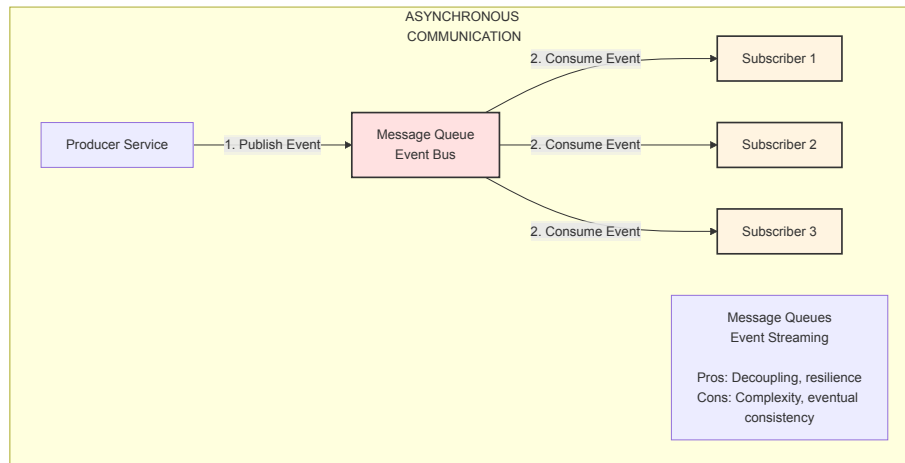 ASYNCHRONOUS
COMMUNICATION
2. Consume Event
Subscriber 1
Producer Service
1. Publish Event
Message Queue
Event Bus
2. Consume Event
Subscriber 2
2. Consume Event
Subscriber 3
Message Queues
Event Streaming
Pros: Decoupling, resilience
Cons: Complexity, eventual
consistency